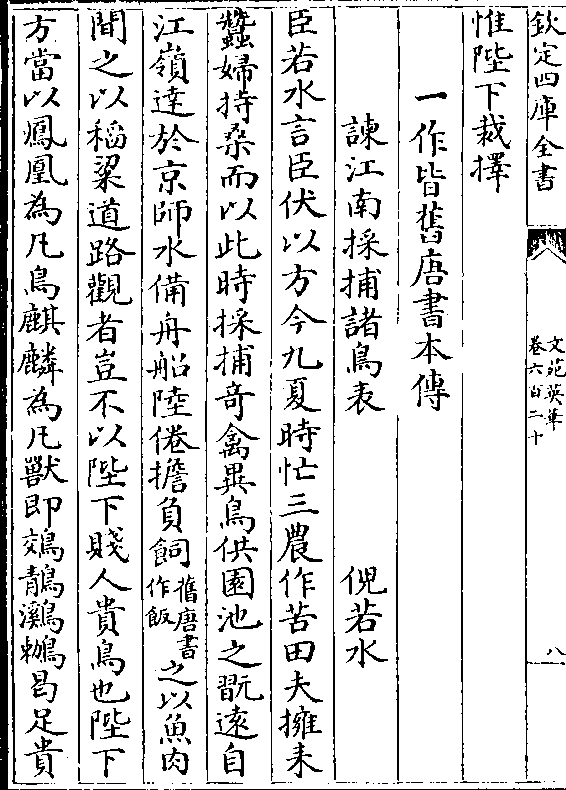 欽定四庫全書
文苑英華
卷六百二十
八
惟陛下裁擇
一作皆舊唐書本傳
諫江南採捕諸鳥表 倪若水
臣若水言臣伏以方今九夏時忙三農作苦田夫擁耒
蠶婦持桑而以此時採捕奇禽異鳥供園池之翫遠自
江嶺達於京師水備舟船陸倦擔負飼舊唐書作飯之以魚肉
間之以稻粱道路觀者豈不以陛下賤人貴鳥也陛下
方當以鳳凰為凡鳥麒麟為凡獸即鵁鶄鸂鶒曷足貴